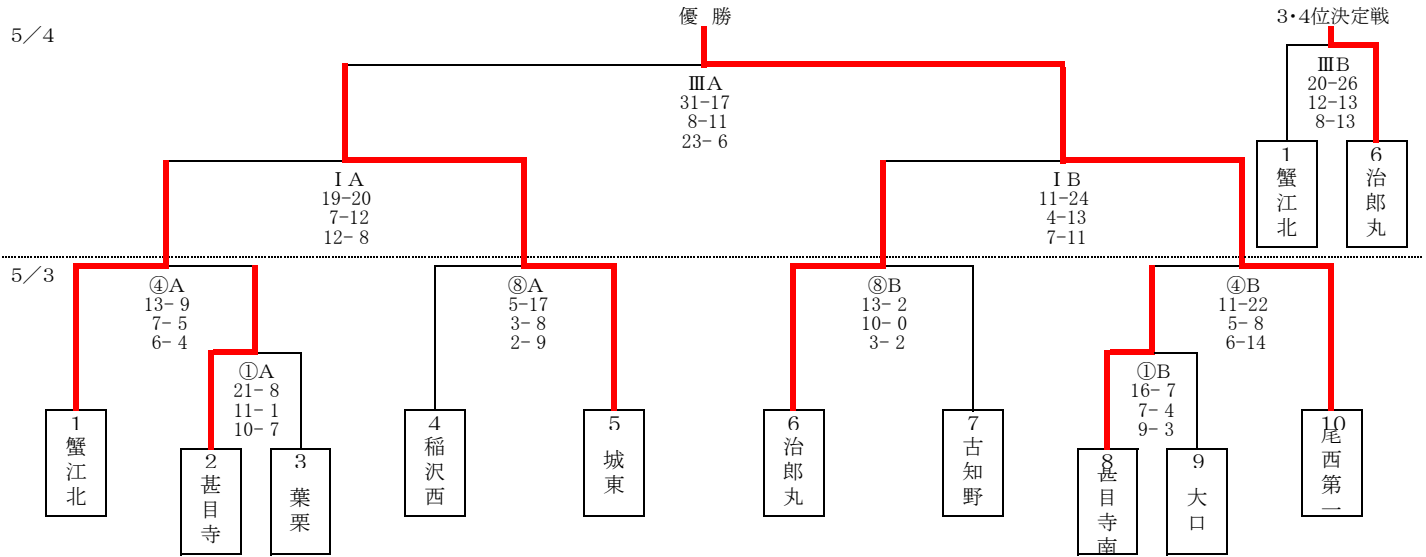 優 勝
3・4位決定戦
5/4
ⅢA
31-17
8-11
23- 6
ⅢB
20-26
12-13
8-13
1 蟹江北
6 治郎丸
ⅠA
19-20
7-12
12- 8
ⅠB
11-24
4-13
7-11
5/3
④A
13- 9
7- 5
6- 4
⑧A
5-17
3- 8
2- 9
⑧B
13- 2
10- 0
3- 2
④B
11-22
5- 8
6-14
①A
21- 8
11- 1
10- 7
①B
16- 7
7- 4
9- 3
1 蟹江北
2 甚目寺
3 葉栗
4 稲沢西
5 城東
6 治郎丸
7 古知野
8 甚目寺南
9 大口
10 尾西第一